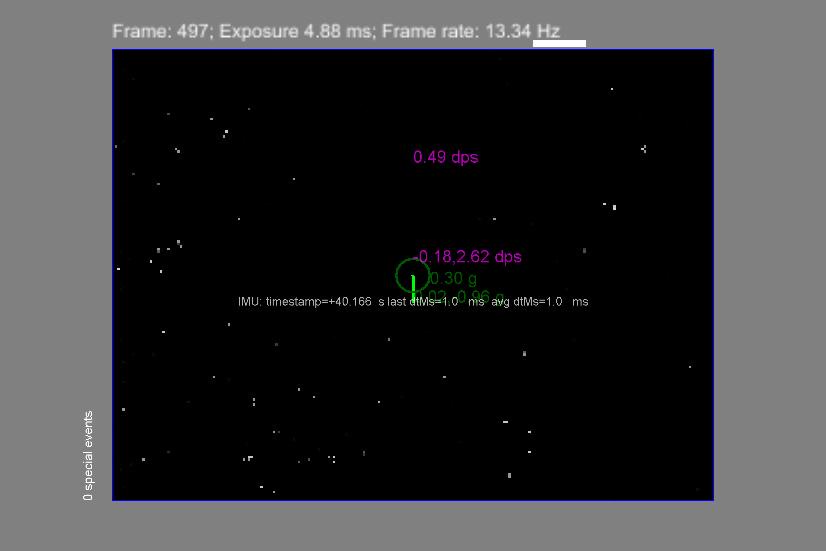 Frame: 497; Exposure 4.88 ms; Frame rate: 13.34 Hz
0.49 dps
-0.18,2.62 dps
0.30 g
IMU: timestamp=+40.166 s last dtMs=1.0 ms avg dtMs=1.0 ms
0 special events